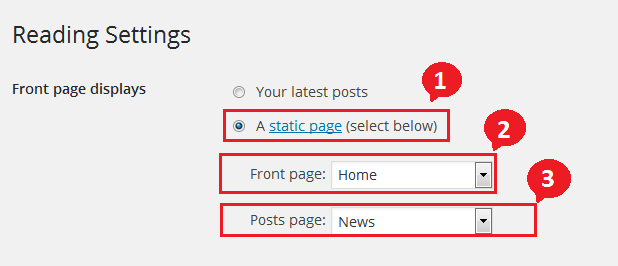 Reading Settings
1
Front page displays
Your latest posts
A static page (select below)
2
Front page: Home
3
Posts page: News